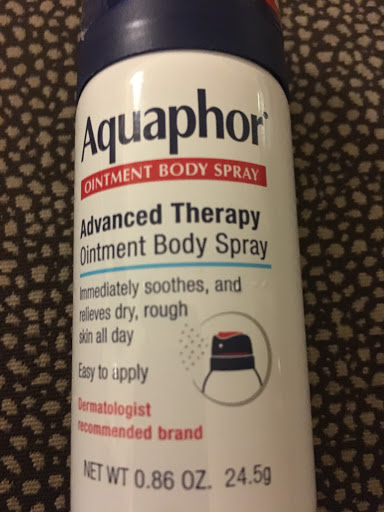 Aquaphor®
OINTMENT BODY SPRAY
Advanced Therapy
Ointment Body Spray
Immediately soothes, and
relieves dry, rough
skin all day
Easy to apply
Dermatologist
recommended brand
NET WT 0.86 OZ. 24.5g